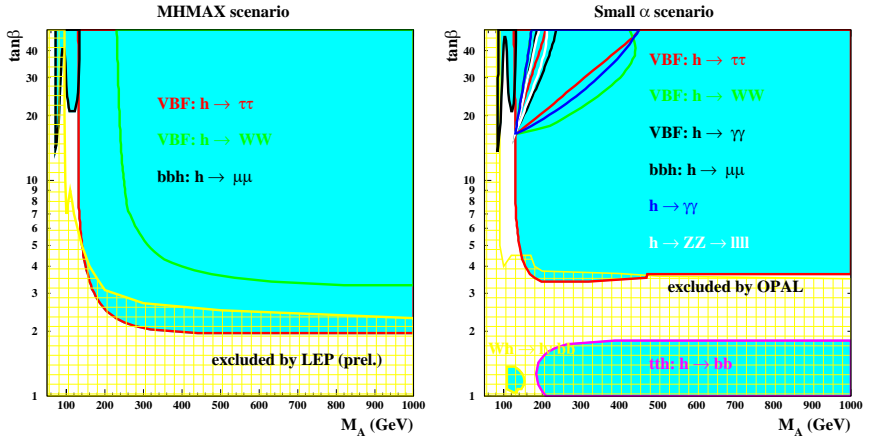 MHMAX scenario
tanβ
40
30
20
10
9
8
7
6
5
4
3
2
1
VBF: h → ττ
VBF: h → WW
bbh: h → μμ
excluded by LEP (prel.)
100 200 300 400 500 600 700 800 900 1000
M_A (GeV)
Small α scenario
tanβ
40
30
20
10
9
8
7
6
5
4
3
2
1
VBF: h → ττ
VBF: h → WW
VBF: h → γγ
bbh: h → μμ
h → γγ
h → ZZ → llll
excluded by OPAL
tth: h → bb
100 200 300 400 500 600 700 800 900 1000
M_A (GeV)